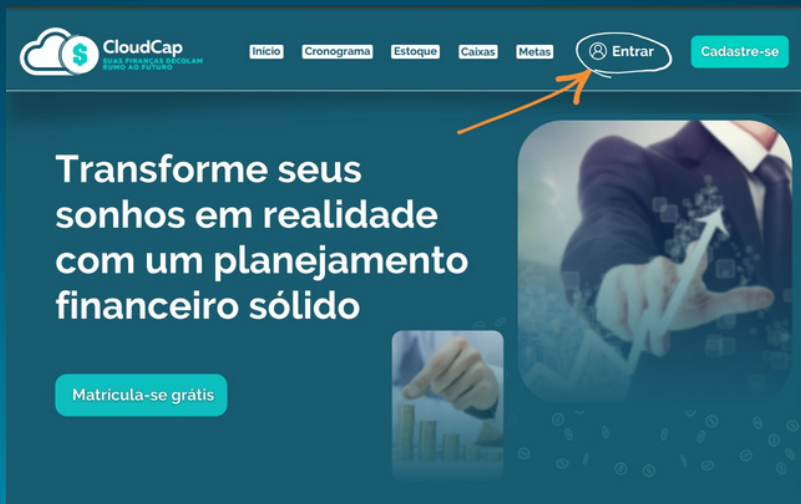 CloudCap
SUAS FINANÇAS DECOLAM
RUMO AO FUTURO
Início
Cronograma
Estoque
Caixas
Metas
Entrar
Cadastre-se
Transforme seus
sonhos em realidade
com um planejamento
financeiro sólido
Matrícula-se grátis